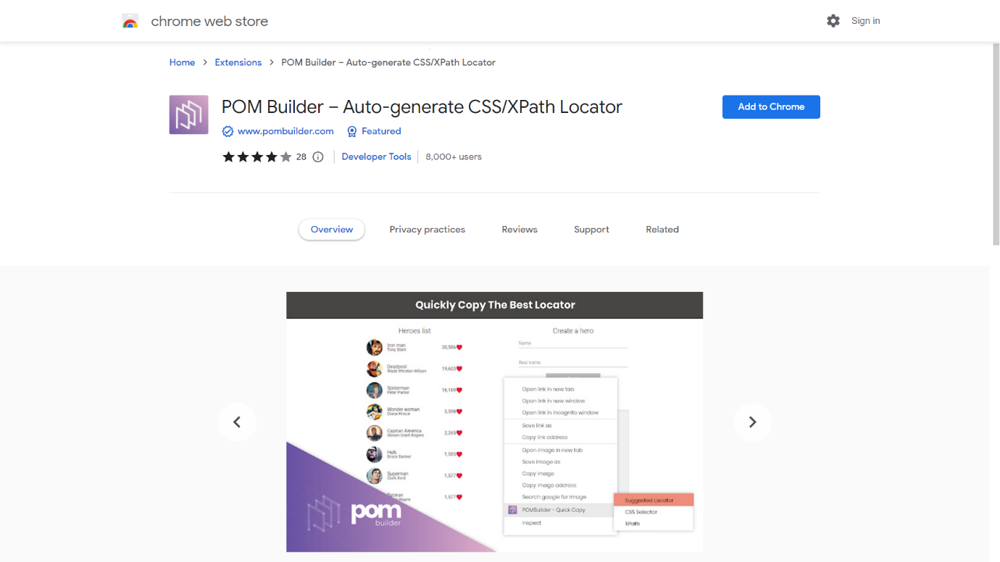 chrome web store
Sign in
Home > Extensions > POM Builder – Auto-generate CSS/XPath Locator
POM Builder – Auto-generate CSS/XPath Locator
Add to Chrome
www.pombuilder.com Featured
28 Developer Tools 8,000+ users
Overview Privacy practices Reviews Support Related
Quickly Copy The Best Locator
Heroes list
Iron man
Tony Stark
30,586
Deadpool
Wade Winston Wilson
19,603
Spiderman
Peter Parker
16,169
Wonder woman
Diana Prince
5,598
Capitan America
Steven Grant Rogers
2,265
Hulk
Bruce Banner
1,593
Superman
Clark Kent
1,577
Batman
Wayne
1,577
pom
builder
Create a hero
Name
Real name
Open link in new tab
Open link in new window
Open link in incognito window
Save link as
Copy link address
Open image in new tab
Save image as
Copy image
Copy image address
Search google for image
POMBuilder - Quick Copy
Inspect
Suggested Locator
CSS Selector
XPath